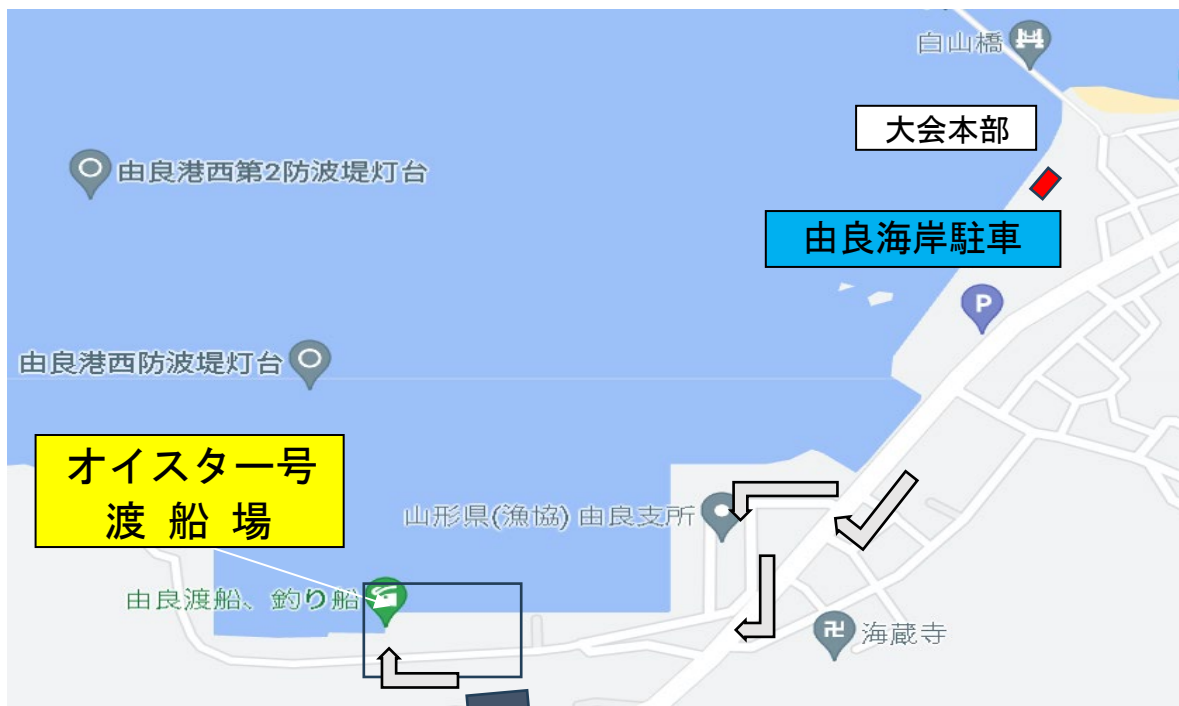 白山橋
大会本部
由良港西第2防波堤灯台
由良海岸駐車
P
由良港西防波堤灯台
オイスター号
渡 船 場
山形県(漁協) 由良支所
由良渡船、釣り船
卍 海蔵寺